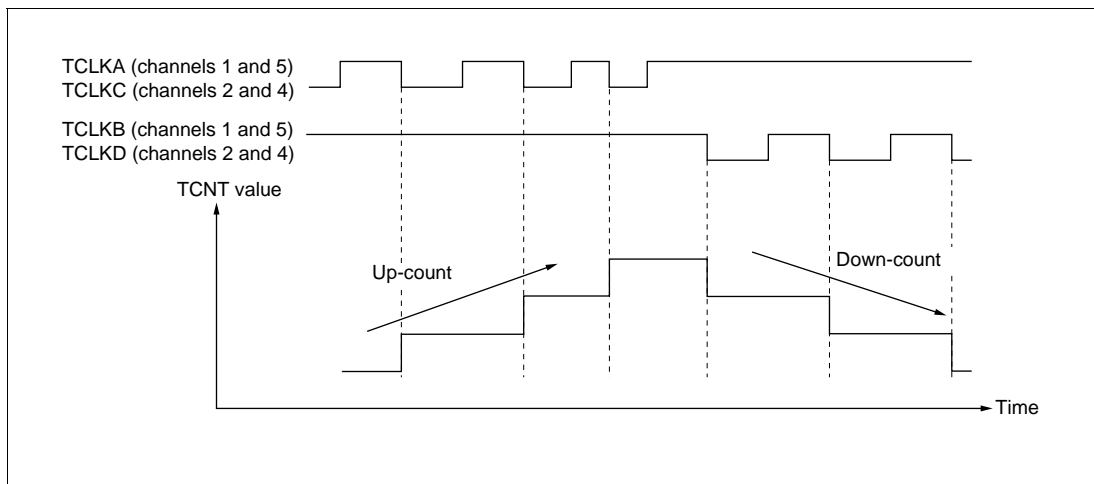 TCLKA (channels 1 and 5)
TCLKC (channels 2 and 4)
TCLKB (channels 1 and 5)
TCLKD (channels 2 and 4)
TCNT value
Up-count
Down-count
Time